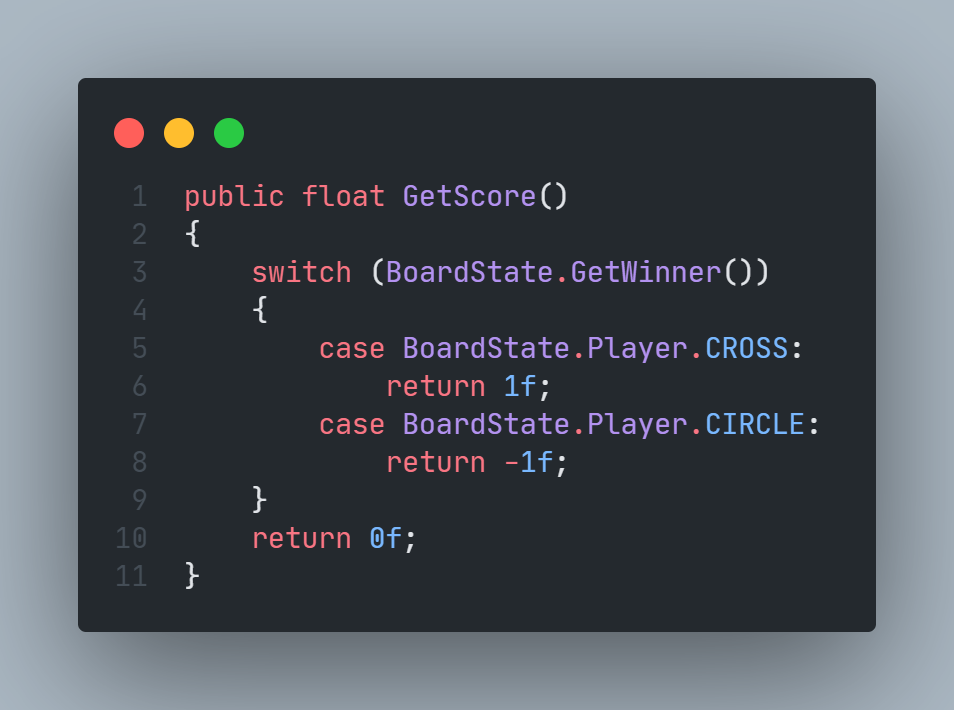 1 public float GetScore()
2 {
3     switch (BoardState.GetWinner())
4     {
5         case BoardState.Player.CROSS:
6             return 1f;
7         case BoardState.Player.CIRCLE:
8             return -1f;
9     }
10     return 0f;
11 }